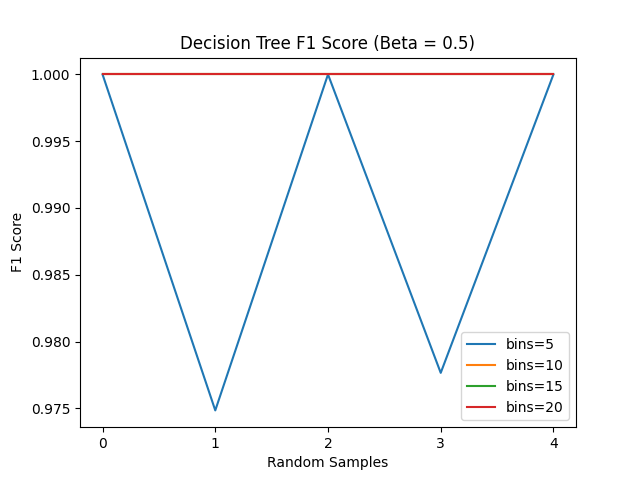 Decision Tree F1 Score (Beta = 0.5)
1.000
0.995
0.990
0.985
0.980
0.975
F1 Score
0 1 2 3 4
Random Samples
bins=5
bins=10
bins=15
bins=20